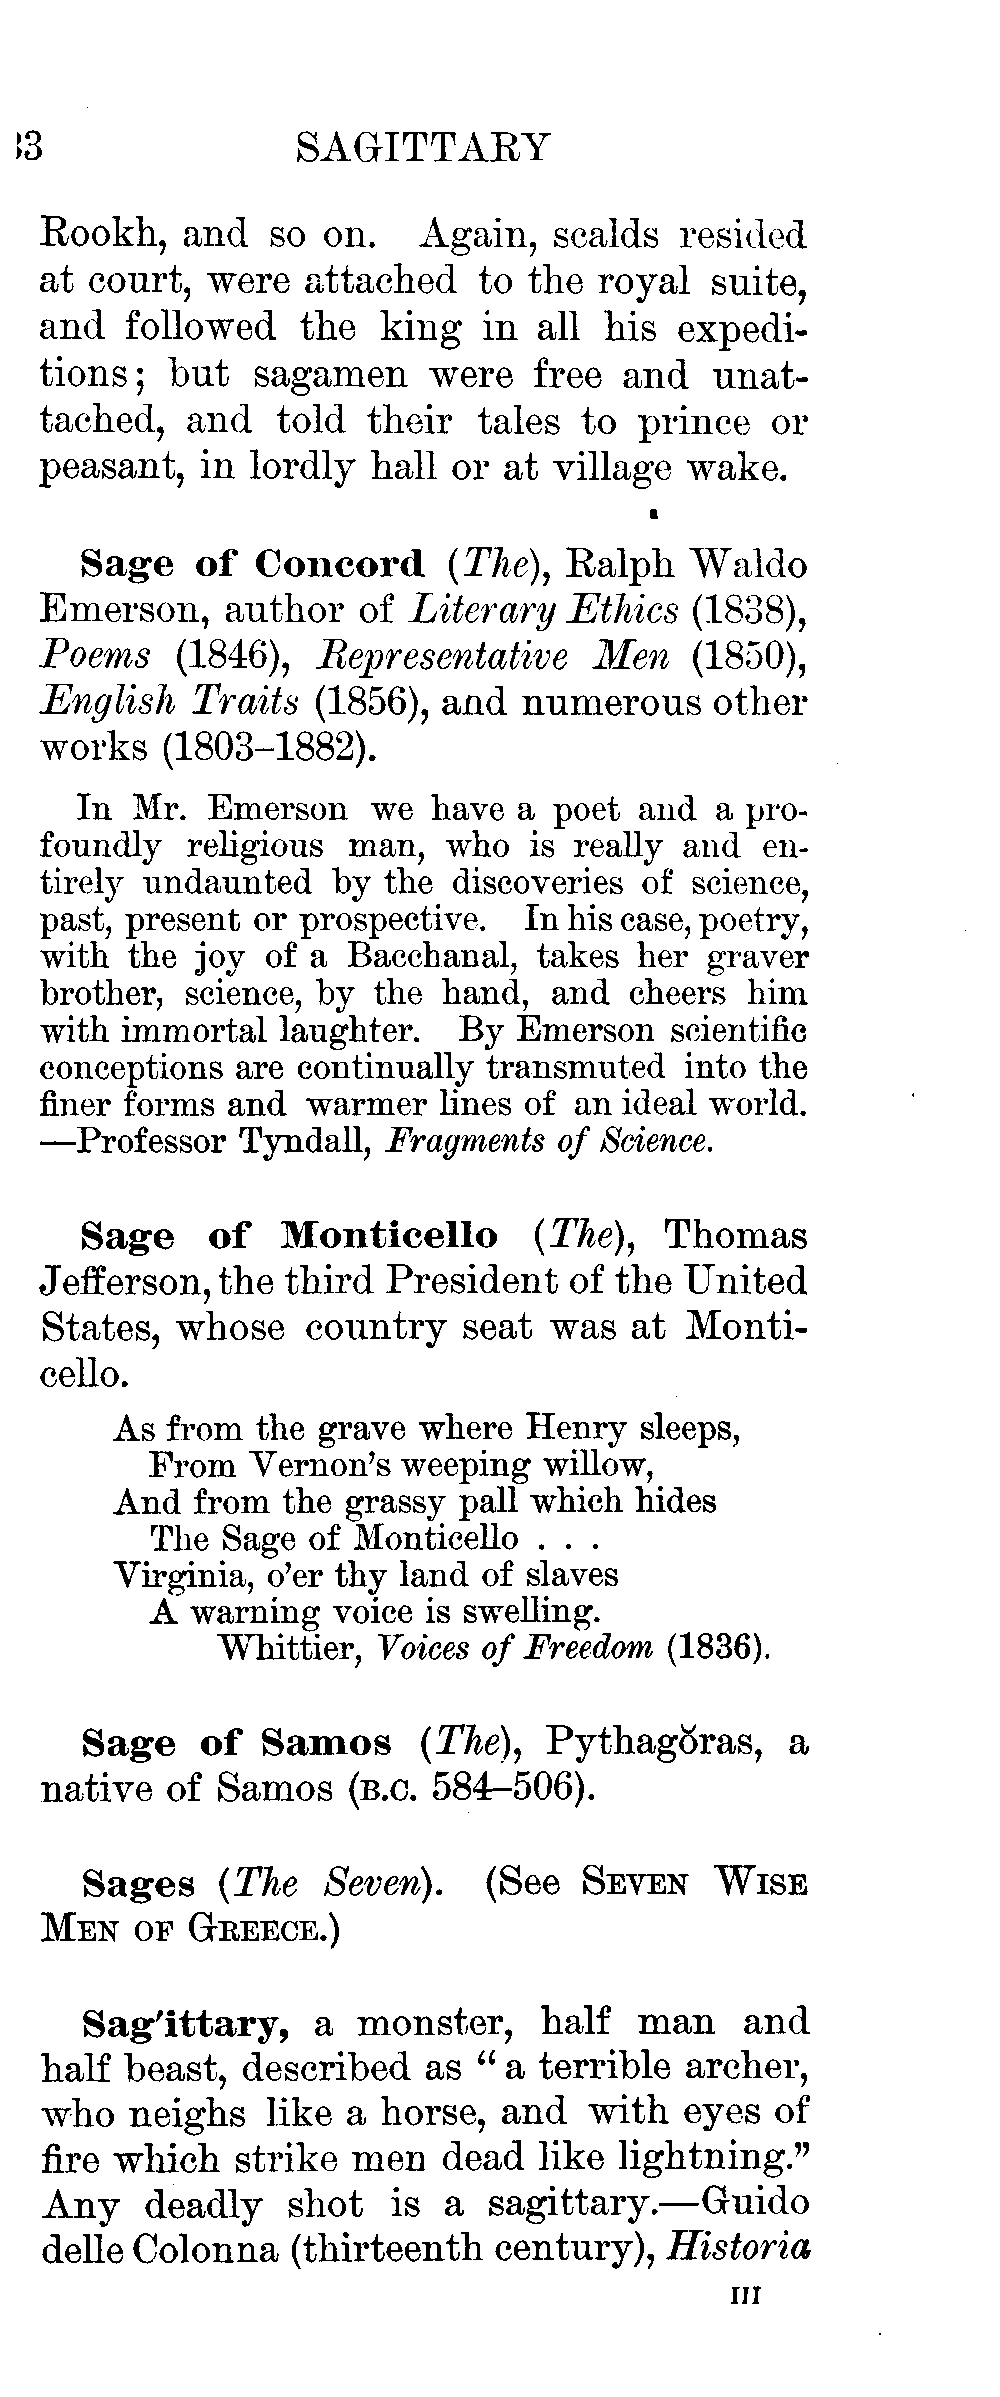 33 SAGITTARY
Rookh, and so on. Again, scalds resided
at court, were attached to the royal suite,
and followed the king in all his expedi-
tions; but sagamen were free and unat-
tached, and told their tales to prince or
peasant, in lordly hall or at village wake.
Sage of Concord (The), Ralph Waldo
Emerson, author of Literary Ethics (1838),
Poems (1846), Representative Men (1850),
English Traits (1856), and numerous other
works (1803–1882).
In Mr. Emerson we have a poet and a pro-
foundly religious man, who is really and en-
tirely undaunted by the discoveries of science,
past, present or prospective. In his case, poetry,
with the joy of a Bacchanal, takes her graver
brother, science, by the hand, and cheers him
with immortal laughter. By Emerson scientific
conceptions are continually transmuted into the
finer forms and warmer lines of an ideal world.
—Professor Tyndall, Fragments of Science.
Sage of Monticello (The), Thomas
Jefferson, the third President of the United
States, whose country seat was at Monti-
cello.
As from the grave where Henry sleeps,
From Vernon's weeping willow,
And from the grassy pall which hides
The Sage of Monticello . . .
Virginia, o'er thy land of slaves
A warning voice is swelling.
Whittier, Voices of Freedom (1836).
Sage of Samos (The), Pythagŏras, a
native of Samos (B.C. 584–506).
Sages (The Seven). (See SEVEN WISE
MEN OF GREECE.)
Sag'ittary, a monster, half man and
half beast, described as "a terrible archer,
who neighs like a horse, and with eyes of
fire which strike men dead like lightning."
Any deadly shot is a sagittary.—Guido
delle Colonna (thirteenth century), Historia
III